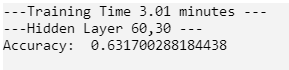 ---Training Time 3.01 minutes ---
---Hidden Layer 60,30 ---
Accuracy:  0.631700288184438